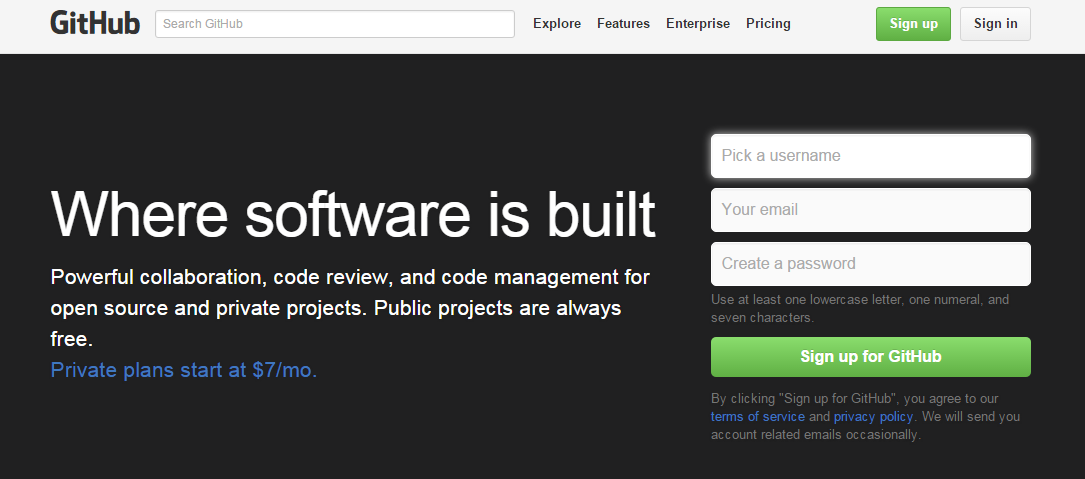 GitHub Search GitHub Explore Features Enterprise Pricing Sign up Sign in
Where software is built
Powerful collaboration, code review, and code management for
open source and private projects. Public projects are always
free.
Private plans start at $7/mo.
Pick a username
Your email
Create a password
Use at least one lowercase letter, one numeral, and
seven characters.
Sign up for GitHub
By clicking "Sign up for GitHub", you agree to our
terms of service and privacy policy. We will send you
account related emails occasionally.